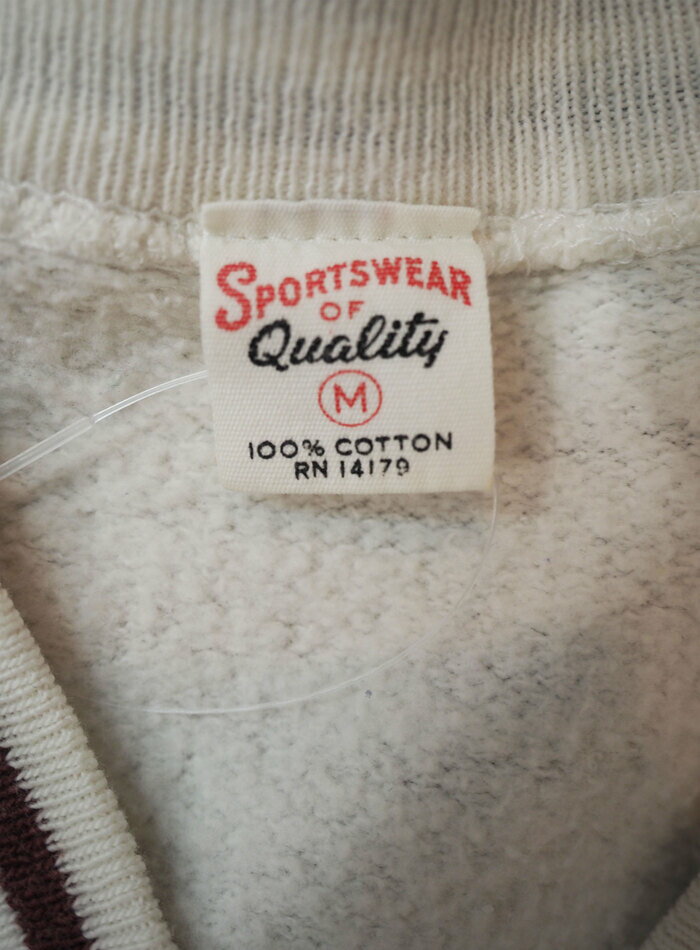 SPORTSWEAR
OF
Quality
M
100% COTTON
RN 14179